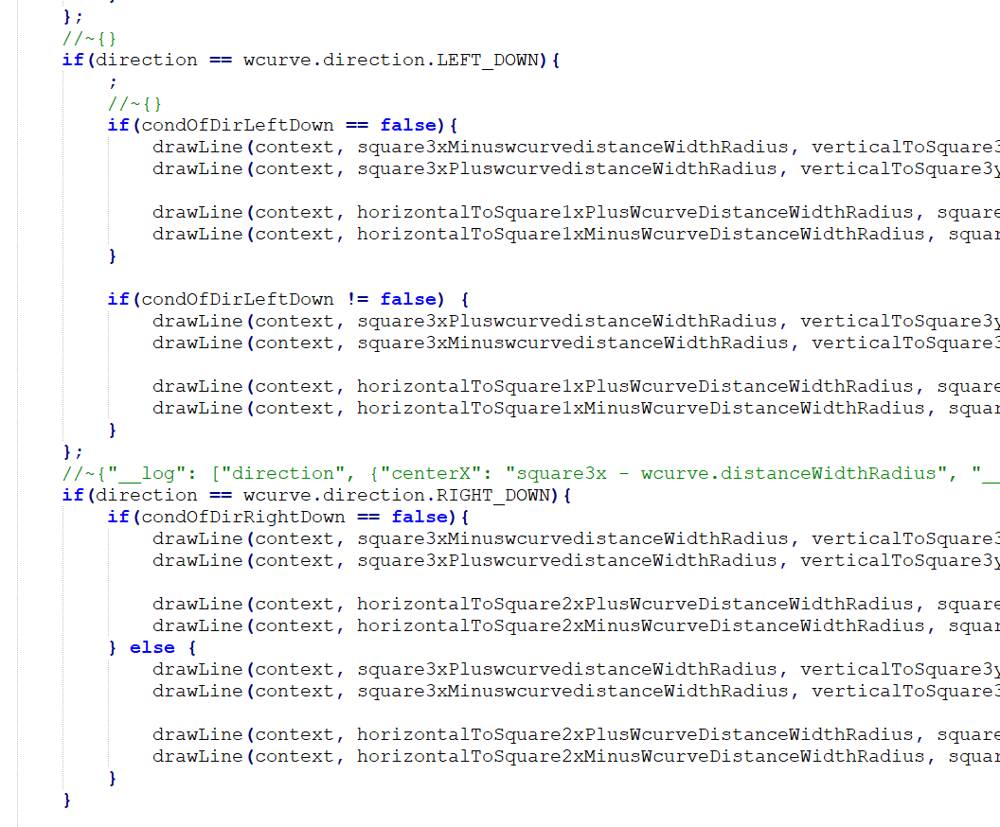 };
//~{}
if(direction == wcurve.direction.LEFT_DOWN){
;
//~{}
if(condOfDirLeftDown == false){
drawLine(context, square3xMinuswcurvedistanceWidthRadius, verticalToSquare3
drawLine(context, square3xPluswcurvedistanceWidthRadius, verticalToSquare3y
drawLine(context, horizontalToSquare1xPlusWcurveDistanceWidthRadius, square
drawLine(context, horizontalToSquare1xMinusWcurveDistanceWidthRadius, squar
}
if(condOfDirLeftDown != false) {
drawLine(context, square3xPluswcurvedistanceWidthRadius, verticalToSquare3y
drawLine(context, square3xMinuswcurvedistanceWidthRadius, verticalToSquare3
drawLine(context, horizontalToSquare1xPlusWcurveDistanceWidthRadius, square
drawLine(context, horizontalToSquare1xMinusWcurveDistanceWidthRadius, squar
}
};
//~{"__log": ["direction", {"centerX": "square3x - wcurve.distanceWidthRadius", "__
if(direction == wcurve.direction.RIGHT_DOWN){
if(condOfDirRightDown == false){
drawLine(context, square3xMinuswcurvedistanceWidthRadius, verticalToSquare3
drawLine(context, square3xPluswcurvedistanceWidthRadius, verticalToSquare3y
drawLine(context, horizontalToSquare2xPlusWcurveDistanceWidthRadius, square
drawLine(context, horizontalToSquare2xMinusWcurveDistanceWidthRadius, squar
} else {
drawLine(context, square3xPluswcurvedistanceWidthRadius, verticalToSquare3y
drawLine(context, square3xMinuswcurvedistanceWidthRadius, verticalToSquare3
drawLine(context, horizontalToSquare2xPlusWcurveDistanceWidthRadius, square
drawLine(context, horizontalToSquare2xMinusWcurveDistanceWidthRadius, squar
}
}